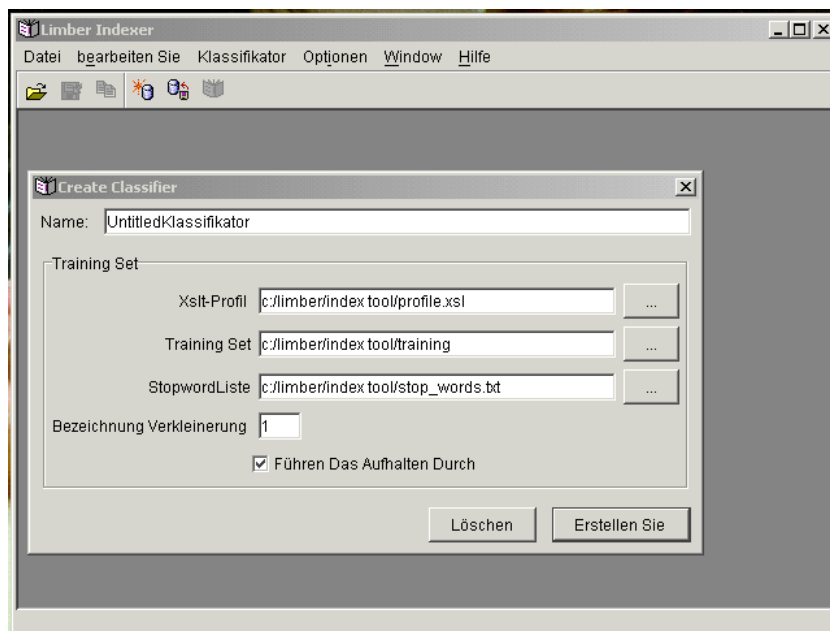 Limber Indexer
Datei bearbeiten Sie Klassifikator Optionen Window Hilfe
Create Classifier
Name: UntitledKlassifikator
Training Set
Xslt-Profil c:/limber/index tool/profile.xsl ...
Training Set c:/limber/index tool/training ...
StopwordListe c:/limber/index tool/stop_words.txt ...
Bezeichnung Verkleinerung 1
Führen Das Aufhalten Durch
Löschen Erstellen Sie